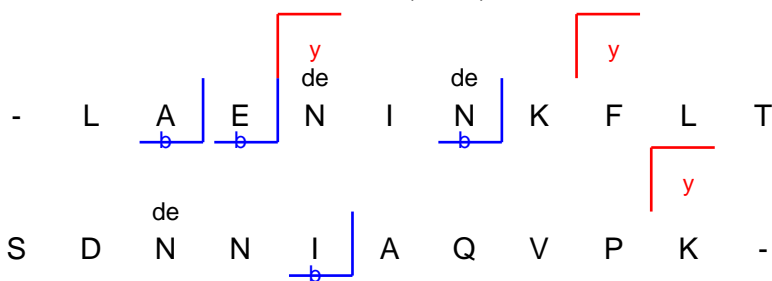 y y
de de
- L A E N I N K F L T
b b b
y
de
S D N N I A Q V P K -
b